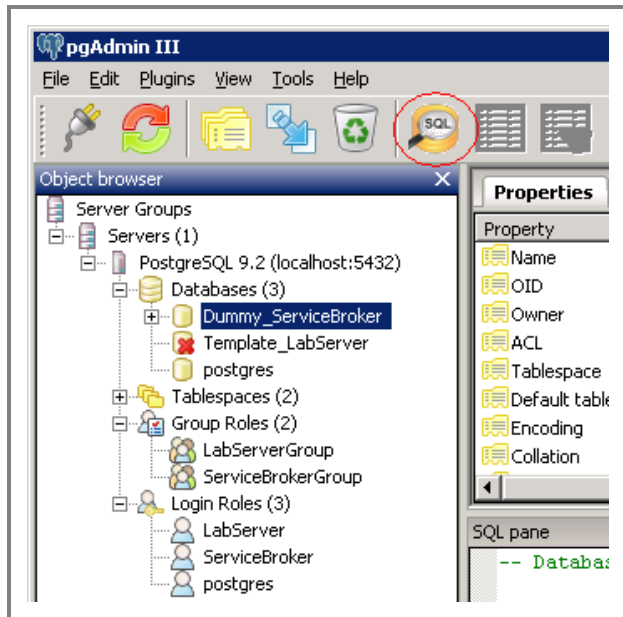 pgAdmin III
File Edit Plugins View Tools Help
SQL
Object browser
Server Groups
Servers (1)
PostgreSQL 9.2 (localhost:5432)
Databases (3)
Dummy_ServiceBroker
Template_LabServer
postgres
Tablespaces (2)
Group Roles (2)
LabServerGroup
ServiceBrokerGroup
Login Roles (3)
LabServer
ServiceBroker
postgres
Properties
Property
Name
OID
Owner
ACL
Tablespace
Default table
Encoding
Collation
SQL pane
-- Databas